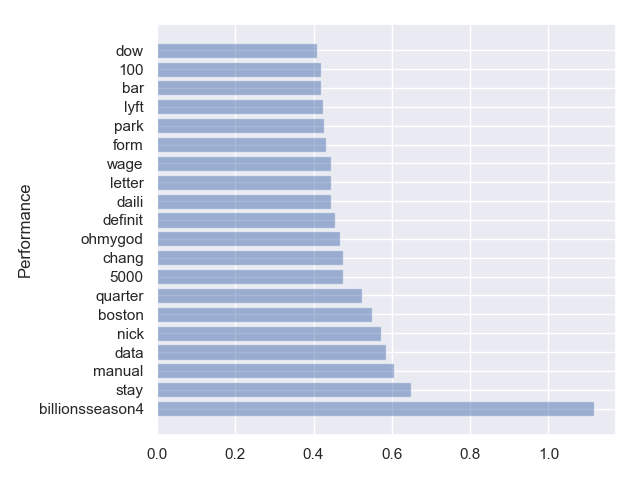 dow
100
bar
lyft
park
form
wage
letter
daili
definit
ohmygod
chang
5000
quarter
boston
nick
data
manual
stay
billionsseason4
Performance
0.0 0.2 0.4 0.6 0.8 1.0